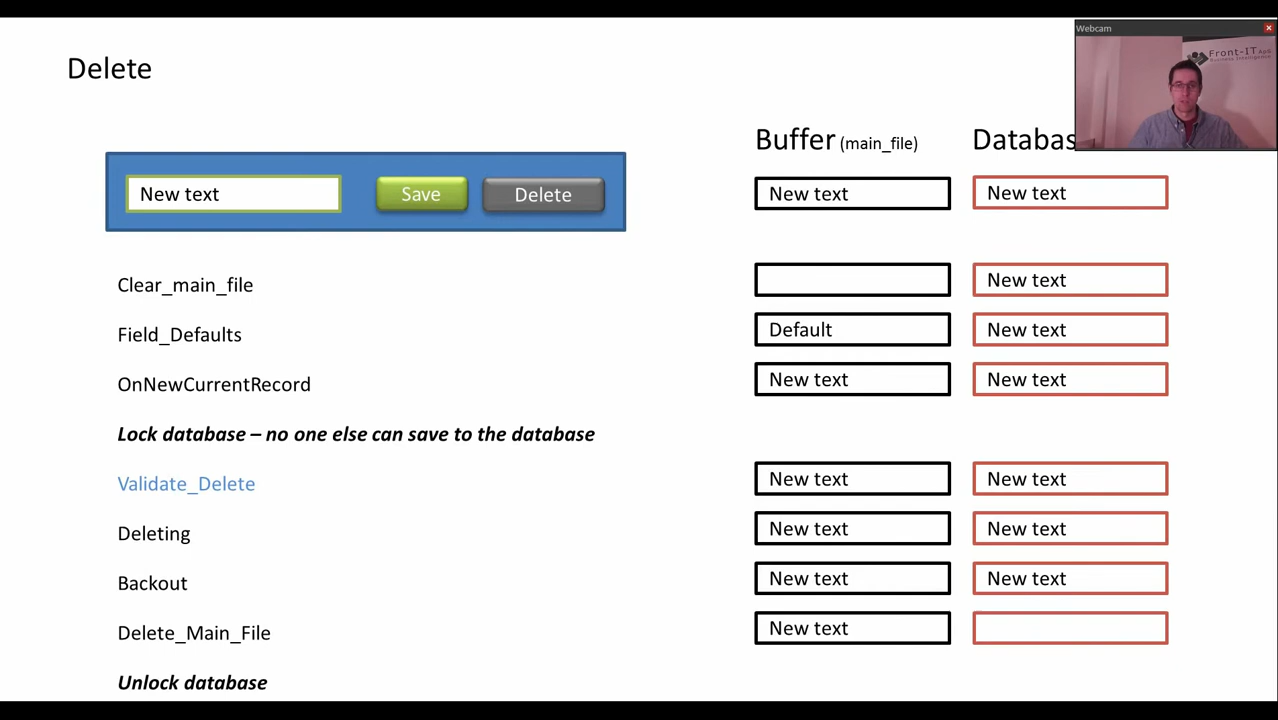 Webcam
Front-IT ApS
Business Intelligence
Delete
Buffer (main_file)
Databas
New text
Save
Delete
New text
New text
Clear_main_file
New text
Field_Defaults
Default
New text
OnNewCurrentRecord
New text
New text
Lock database – no one else can save to the database
Validate_Delete
New text
New text
Deleting
New text
New text
Backout
New text
New text
Delete_Main_File
New text
Unlock database